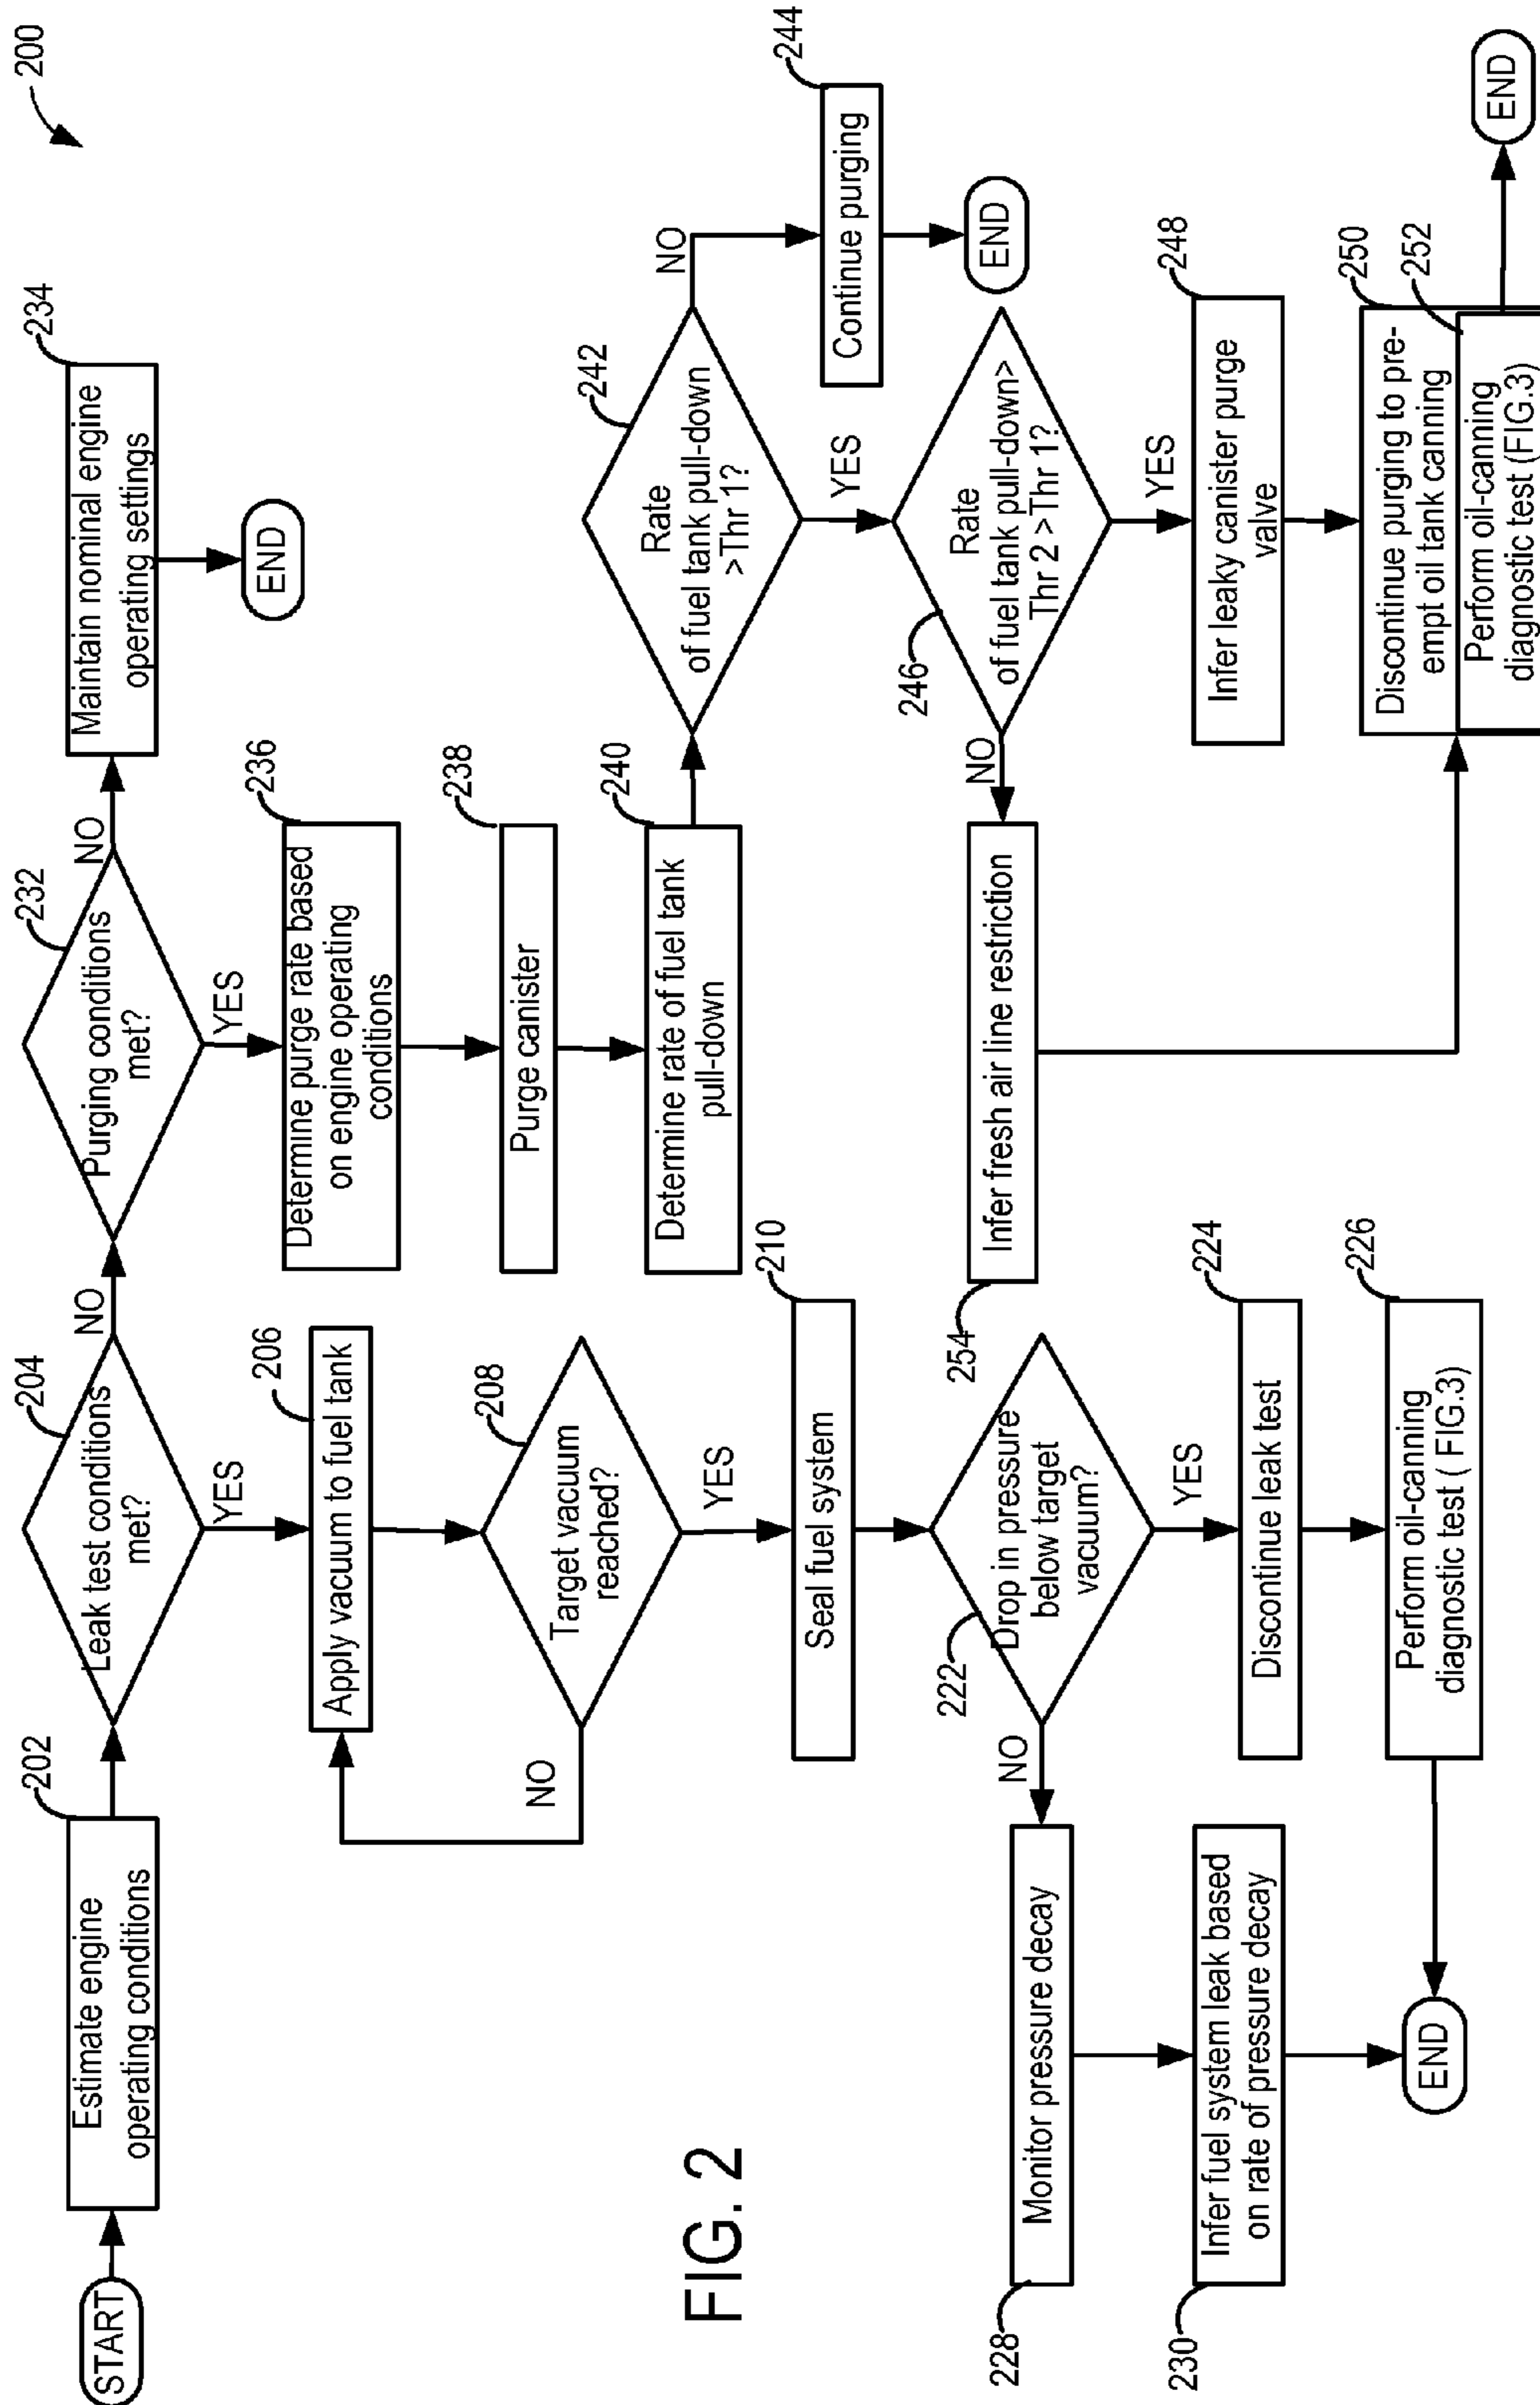 200
START
202
Estimate engine
operating conditions
204
Leak test conditions
met?
NO
YES
232
Purging conditions
met?
NO
YES
234
Maintain nominal engine
operating settings
END
206
Apply vacuum to fuel tank
208
Target vacuum
reached?
NO
YES
210
Seal fuel system
222
Drop in pressure
below target
vacuum?
NO
YES
224
Discontinue leak test
226
Perform oil-canning
diagnostic test ( FIG.3)
228
Monitor pressure decay
230
Infer fuel system leak based
on rate of pressure decay
END
236
Determine purge rate based
on engine operating
conditions
238
Purge canister
240
Determine rate of fuel tank
pull-down
242
Rate
of fuel tank pull-down
>Thr 1?
NO
YES
244
Continue purging
END
246
Rate
of fuel tank pull-down>
Thr 2 >Thr 1?
NO
YES
248
Infer leaky canister purge
valve
254
Infer fresh air line restriction
250
Discontinue purging to pre-
empt oil tank canning
252
Perform oil-canning
diagnostic test (FIG.3)
END
FIG. 2